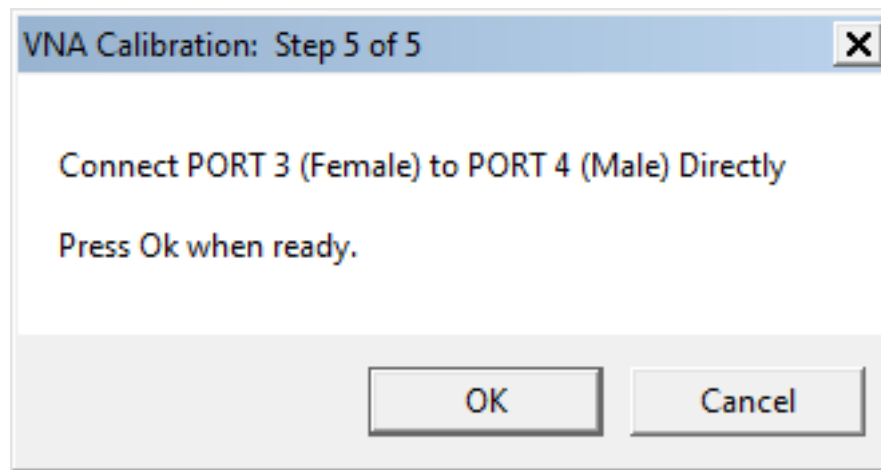 VNA Calibration: Step 5 of 5
Connect PORT 3 (Female) to PORT 4 (Male) Directly
Press Ok when ready.
OK
Cancel